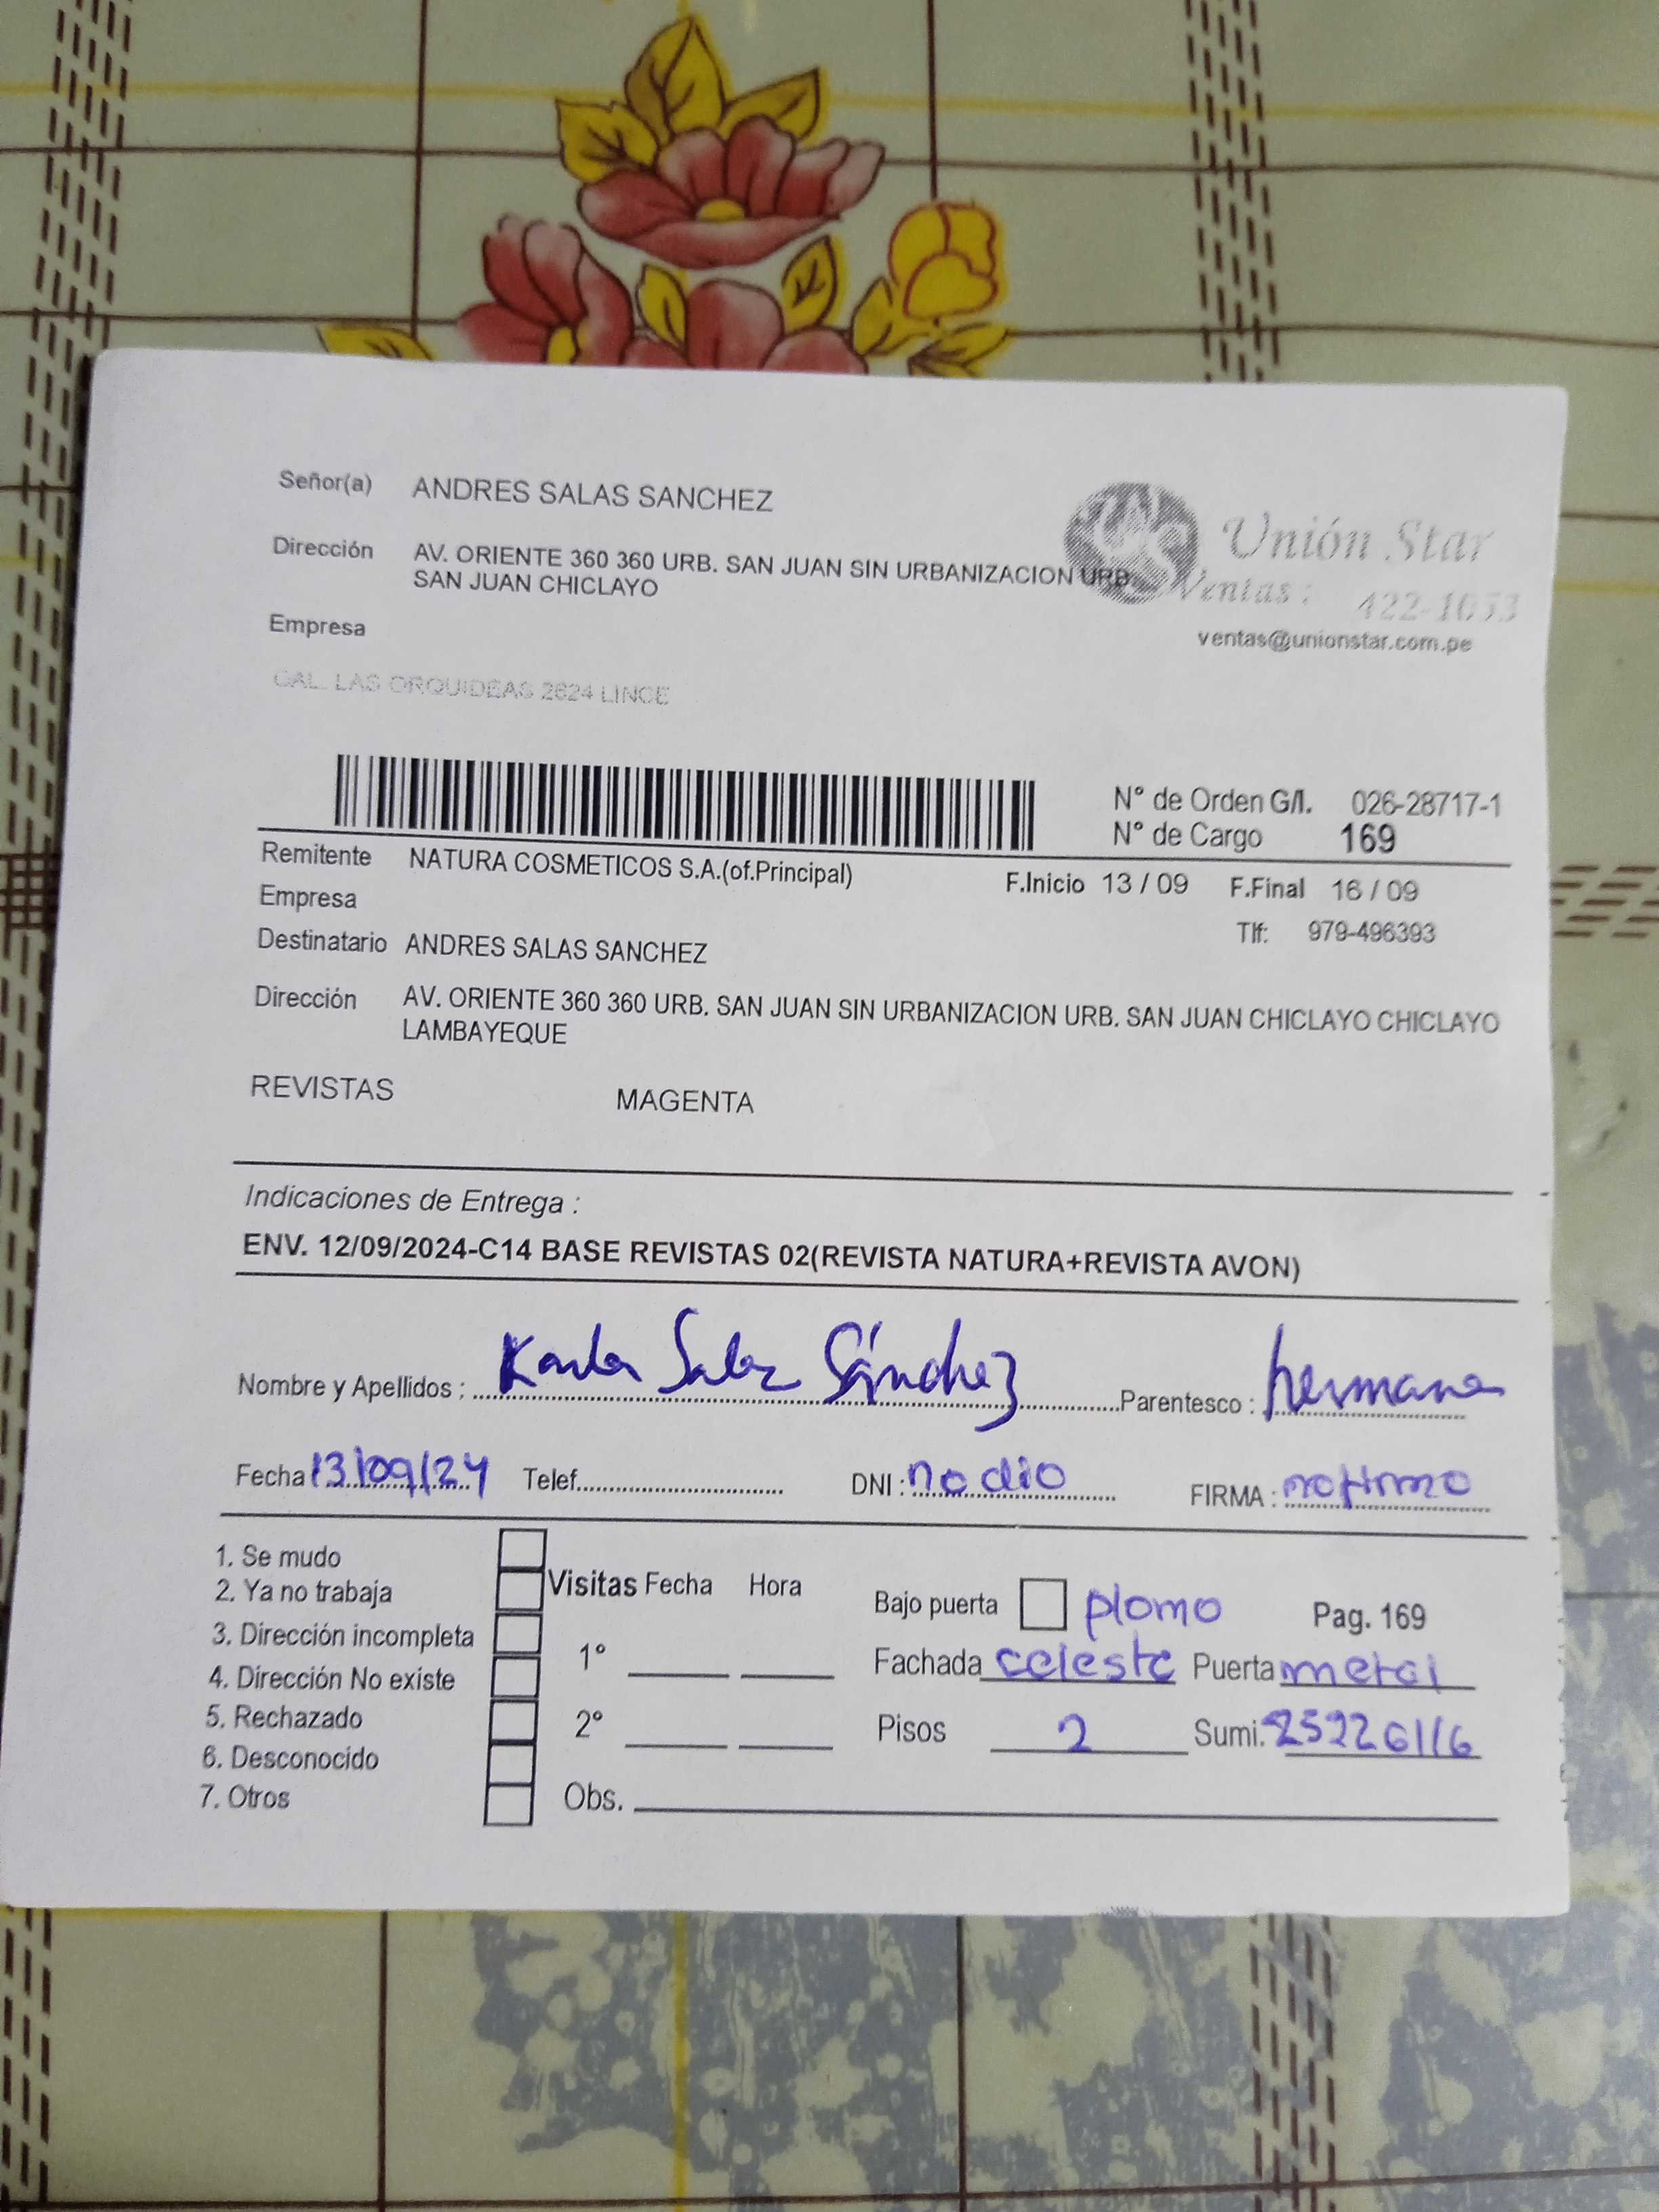 Señor(a) ANDRES SALAS SANCHEZ
Unión Star
Dirección AV. ORIENTE 360 360 URB. SAN JUAN SIN URBANIZACION URB.
SAN JUAN CHICLAYO
Ventas : 422-1053
Empresa
ventas@unionstar.com.pe
CAL. LAS ORQUIDEAS 2624 LINCE
N° de Orden G/I. 026-28717-1
N° de Cargo 169
Remitente NATURA COSMETICOS S.A.(of.Principal)
F.Inicio 13 / 09 F.Final 16 / 09
Empresa
Tlf: 979-496393
Destinatario ANDRES SALAS SANCHEZ
Dirección AV. ORIENTE 360 360 URB. SAN JUAN SIN URBANIZACION URB. SAN JUAN CHICLAYO CHICLAYO
LAMBAYEQUE
REVISTAS MAGENTA
Indicaciones de Entrega :
ENV. 12/09/2024-C14 BASE REVISTAS 02(REVISTA NATURA+REVISTA AVON)
Nombre y Apellidos : Karla Salaz Sánchez Parentesco : hermana
Fecha 13/09/24 Telef. DNI : no dio FIRMA : no firmo
1. Se mudo
2. Ya no trabaja
3. Dirección incompleta
4. Dirección No existe
5. Rechazado
6. Desconocido
7. Otros
Visitas Fecha Hora
1°
2°
Obs.
Bajo puerta plomo Pag. 169
Fachada celeste Puerta metal
Pisos 2 Sumi. 25226116